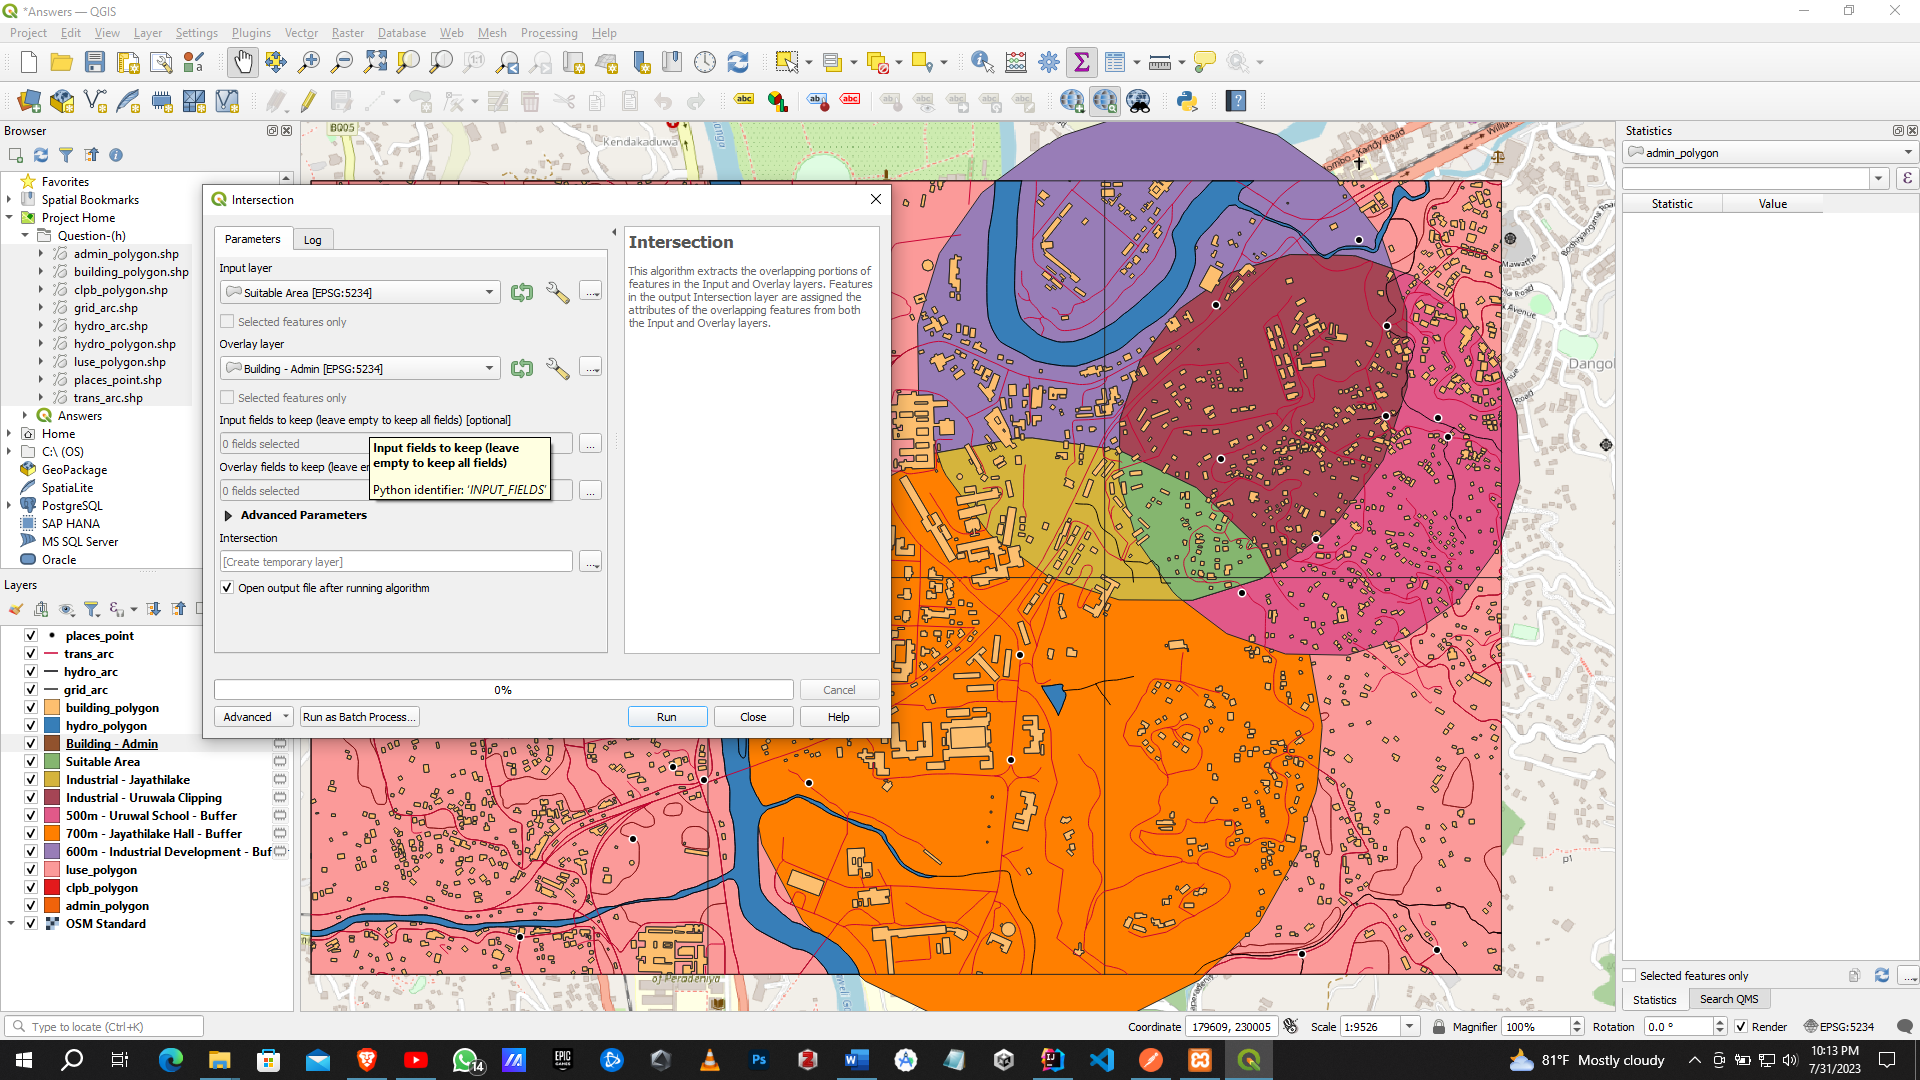 *Answers — QGIS
Project Edit View Layer Settings Plugins Vector Raster Database Web Mesh Processing Help
Browser
Favorites
Spatial Bookmarks
Project Home
Question-(h)
admin_polygon.shp
building_polygon.shp
clpb_polygon.shp
grid_arc.shp
hydro_arc.shp
hydro_polygon.shp
luse_polygon.shp
places_point.shp
trans_arc.shp
Answers
Home
C:\ (OS)
GeoPackage
SpatiaLite
PostgreSQL
SAP HANA
MS SQL Server
Oracle
Layers
places_point
trans_arc
hydro_arc
grid_arc
building_polygon
hydro_polygon
Building - Admin
Suitable Area
Industrial - Jayathilake
Industrial - Uruwala Clipping
500m - Uruwal School - Buffer
700m - Jayathilake Hall - Buffer
600m - Industrial Development - Buf
luse_polygon
clpb_polygon
admin_polygon
OSM Standard
Intersection
Parameters Log
Input layer
Suitable Area [EPSG:5234]
Selected features only
Overlay layer
Building - Admin [EPSG:5234]
Selected features only
Input fields to keep (leave empty to keep all fields) [optional]
0 fields selected
Overlay fields to keep (leave en
0 fields selected
Input fields to keep (leave
empty to keep all fields)
Python identifier: 'INPUT_FIELDS'
Advanced Parameters
Intersection
[Create temporary layer]
Open output file after running algorithm
Intersection
This algorithm extracts the overlapping portions of
features in the Input and Overlay layers. Features
in the output Intersection layer are assigned the
attributes of the overlapping features from both
the Input and Overlay layers.
0%
Cancel
Advanced Run as Batch Process... Run Close Help
B005
Kendakaduwa
Dangol
of Peradeniya
Statistics
admin_polygon
Statistic Value
Selected features only
Statistics Search QMS
Type to locate (Ctrl+K)
Coordinate 179609, 230005 Scale 1:9526 Magnifier 100% Rotation 0.0 ° Render EPSG:5234
14
81°F Mostly cloudy
10:13 PM
7/31/2023